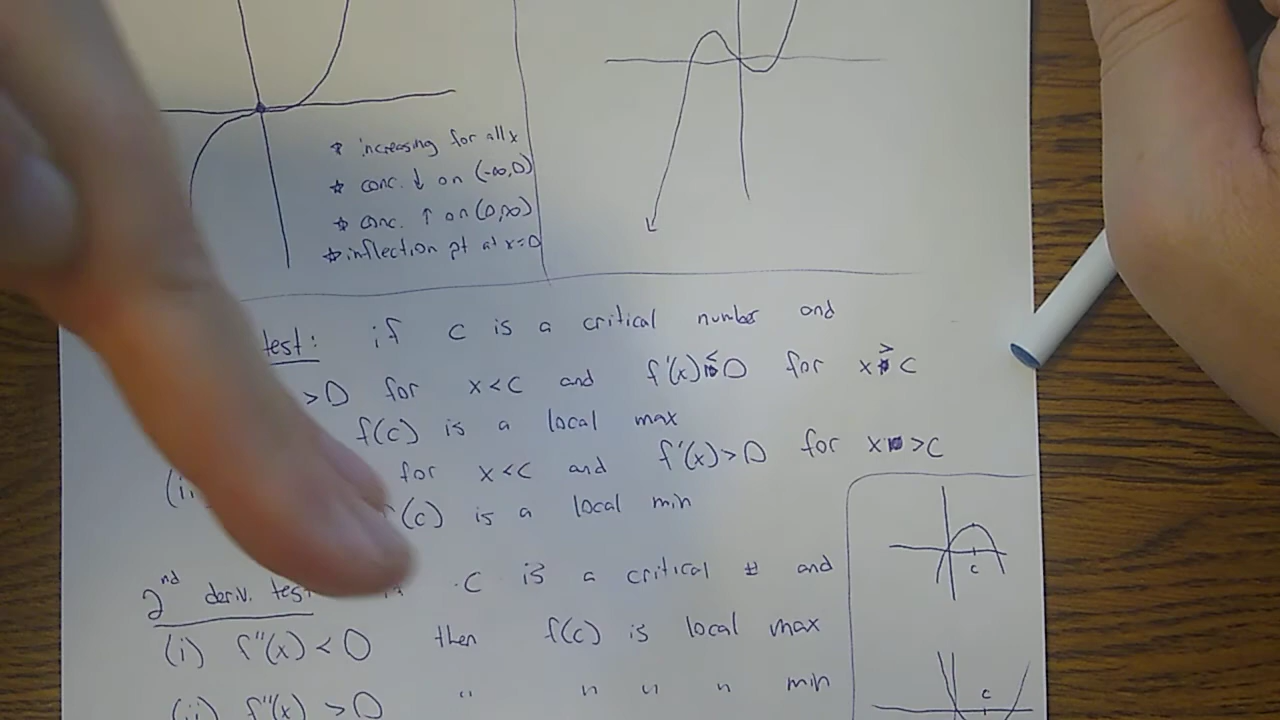 ☆ increasing for all x
☆ conc. ↓ on (-∞,0)
☆ conc. ↑ on (0,∞)
☆ inflection pt at x=0
test: if c is a critical number and
>0 for x<c and f'(x)<0 for x>c
f(c) is a local max
(i for x<c and f'(x)>0 for x>c
(c) is a local min
2nd deriv. test c is a critical # and
(i) f''(x)<0 then f(c) is local max
(ii) f''(x)>0 " " " " min
c
c